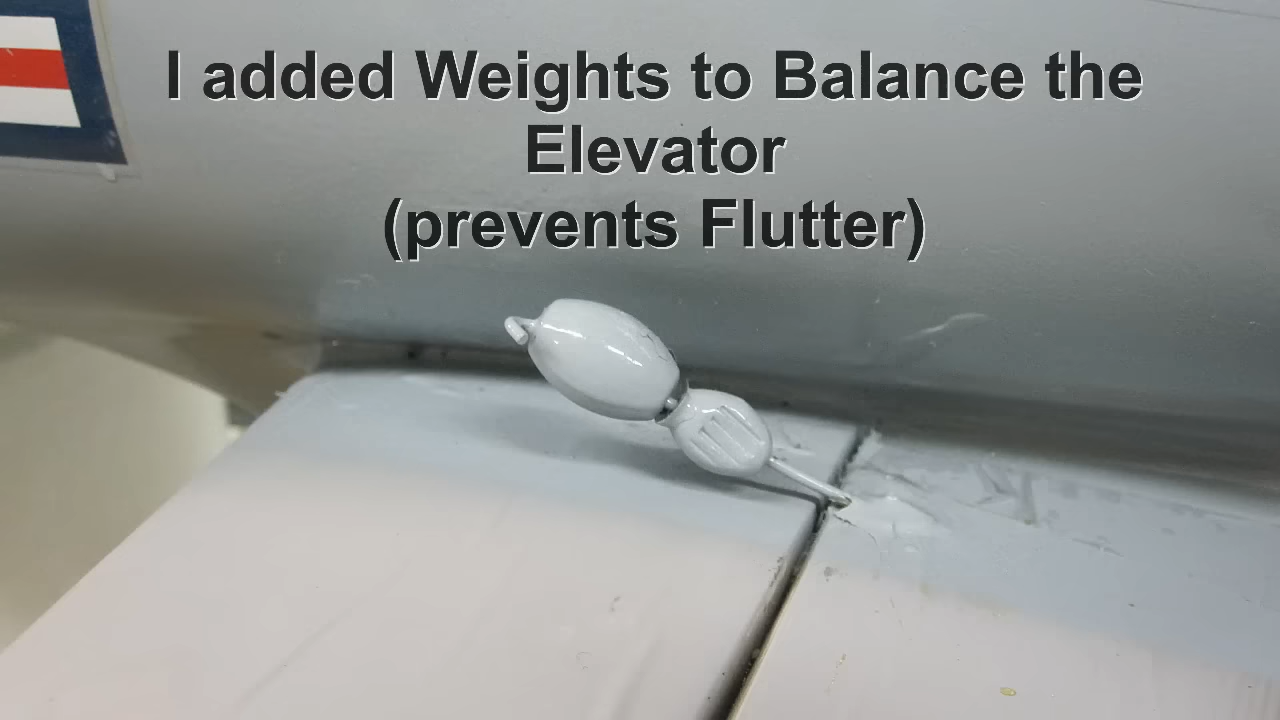 I added Weights to Balance the
Elevator
(prevents Flutter)